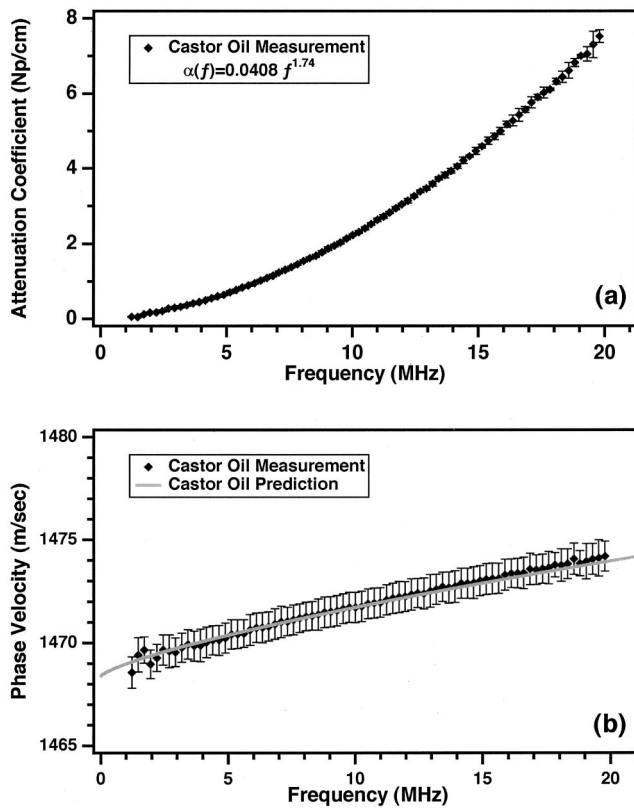 8
6
4
2
0
Attenuation Coefficient (Np/cm)
Castor Oil Measurement
α(f)=0.0408 f^1.74
(a)
0 5 10 15 20
Frequency (MHz)
1480
1475
1470
1465
Phase Velocity (m/sec)
Castor Oil Measurement
Castor Oil Prediction
(b)
0 5 10 15 20
Frequency (MHz)